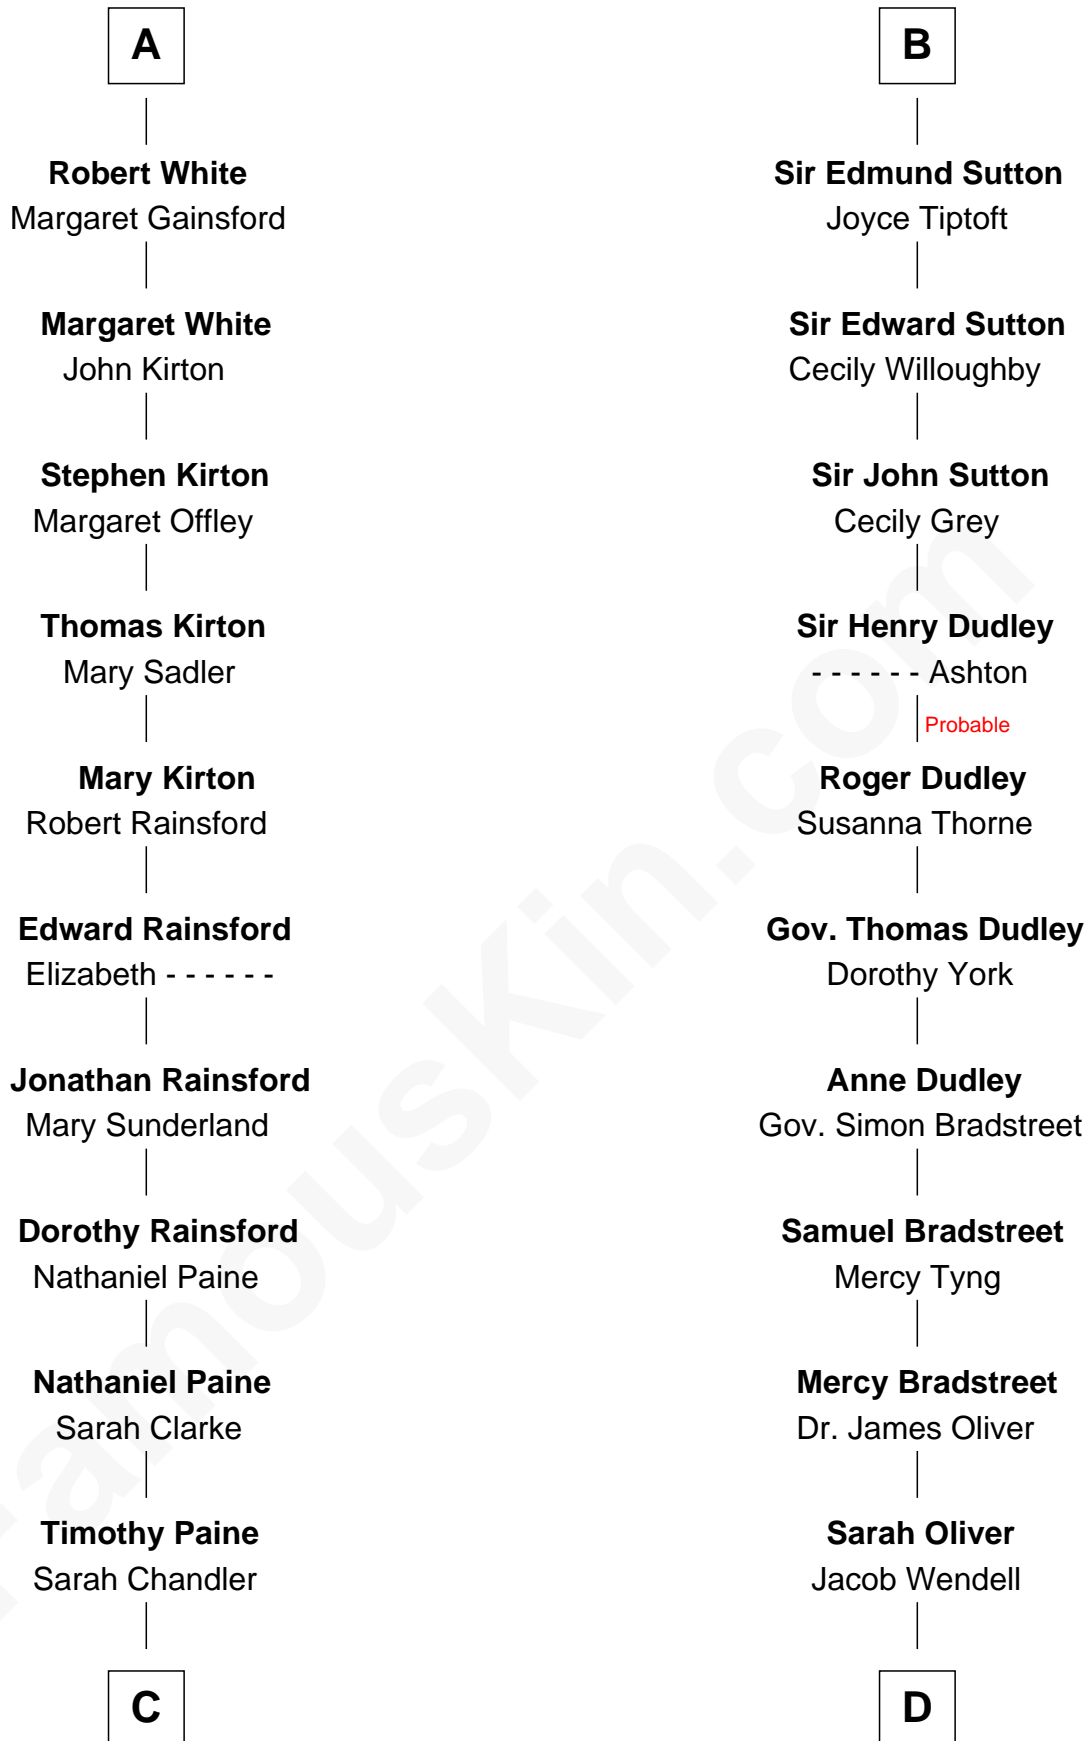 A
Robert White
Margaret Gainsford
Margaret White
John Kirton
Stephen Kirton
Margaret Offley
Thomas Kirton
Mary Sadler
Mary Kirton
Robert Rainsford
Edward Rainsford
Elizabeth - - - - - -
Jonathan Rainsford
Mary Sunderland
Dorothy Rainsford
Nathaniel Paine
Nathaniel Paine
Sarah Clarke
Timothy Paine
Sarah Chandler
C
B
Sir Edmund Sutton
Joyce Tiptoft
Sir Edward Sutton
Cecily Willoughby
Sir John Sutton
Cecily Grey
Sir Henry Dudley
- - - - - - Ashton
Probable
Roger Dudley
Susanna Thorne
Gov. Thomas Dudley
Dorothy York
Anne Dudley
Gov. Simon Bradstreet
Samuel Bradstreet
Mercy Tyng
Mercy Bradstreet
Dr. James Oliver
Sarah Oliver
Jacob Wendell
D
FamousKin.com